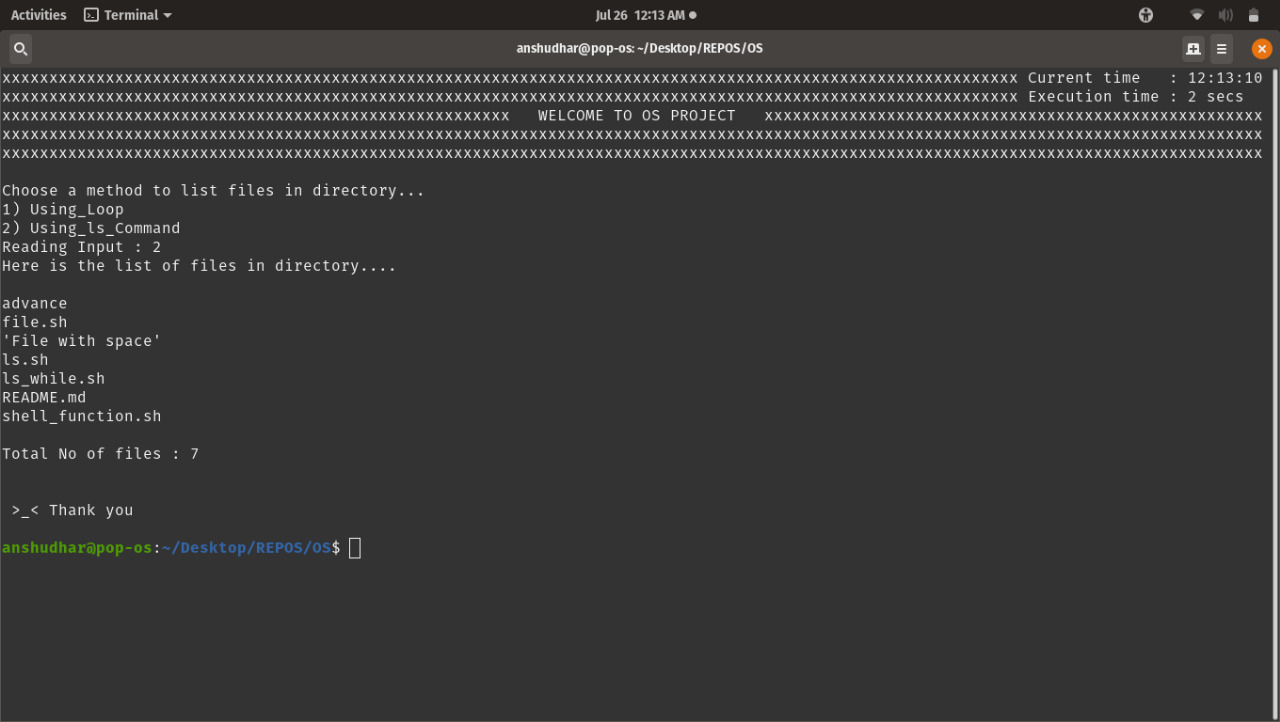 Activities Terminal Jul 26 12:13 AM
anshudhar@pop-os: ~/Desktop/REPOS/OS
xxxxxxxxxxxxxxxxxxxxxxxxxxxxxxxxxxxxxxxxxxxxxxxxxxxxxxxxxxxxxxxxxxxxxxxxxxxxxxxxxxxxxxxxxxxxxxxxxxxxxxxxxxxx Current time   : 12:13:10
xxxxxxxxxxxxxxxxxxxxxxxxxxxxxxxxxxxxxxxxxxxxxxxxxxxxxxxxxxxxxxxxxxxxxxxxxxxxxxxxxxxxxxxxxxxxxxxxxxxxxxxxxxxx Execution time : 2 secs
xxxxxxxxxxxxxxxxxxxxxxxxxxxxxxxxxxxxxxxxxxxxxxxxxxxxxx   WELCOME TO OS PROJECT   xxxxxxxxxxxxxxxxxxxxxxxxxxxxxxxxxxxxxxxxxxxxxxxxxxxxx
xxxxxxxxxxxxxxxxxxxxxxxxxxxxxxxxxxxxxxxxxxxxxxxxxxxxxxxxxxxxxxxxxxxxxxxxxxxxxxxxxxxxxxxxxxxxxxxxxxxxxxxxxxxxxxxxxxxxxxxxxxxxxxxxxxxxxxxxxx
xxxxxxxxxxxxxxxxxxxxxxxxxxxxxxxxxxxxxxxxxxxxxxxxxxxxxxxxxxxxxxxxxxxxxxxxxxxxxxxxxxxxxxxxxxxxxxxxxxxxxxxxxxxxxxxxxxxxxxxxxxxxxxxxxxxxxxxxxx
Choose a method to list files in directory...
1) Using_Loop
2) Using_ls_Command
Reading Input : 2
Here is the list of files in directory....
advance
file.sh
'File with space'
ls.sh
ls_while.sh
README.md
shell_function.sh
Total No of files : 7
>_< Thank you
anshudhar@pop-os:~/Desktop/REPOS/OS$